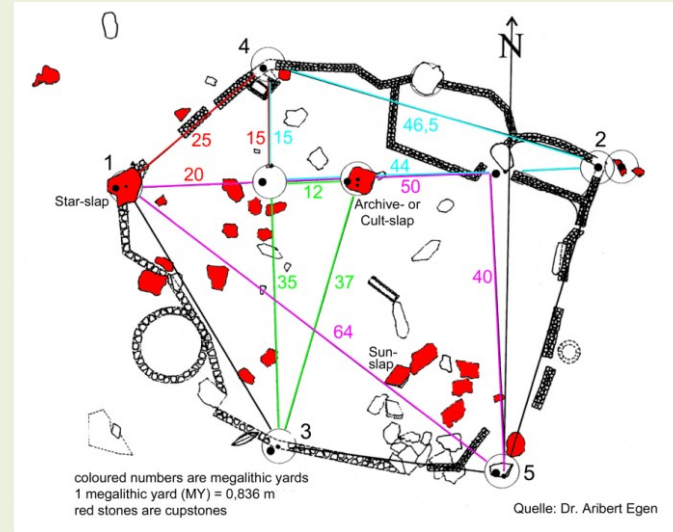 N
4
25
15
15
46,5
2
1
20
12
44
50
Star-slap
Archive- or
Cult-slap
35
37
40
64
Sun-
slap
3
5
coloured numbers are megalithic yards
1 megalithic yard (MY) = 0,836 m
red stones are cupstones
Quelle: Dr. Aribert Egen